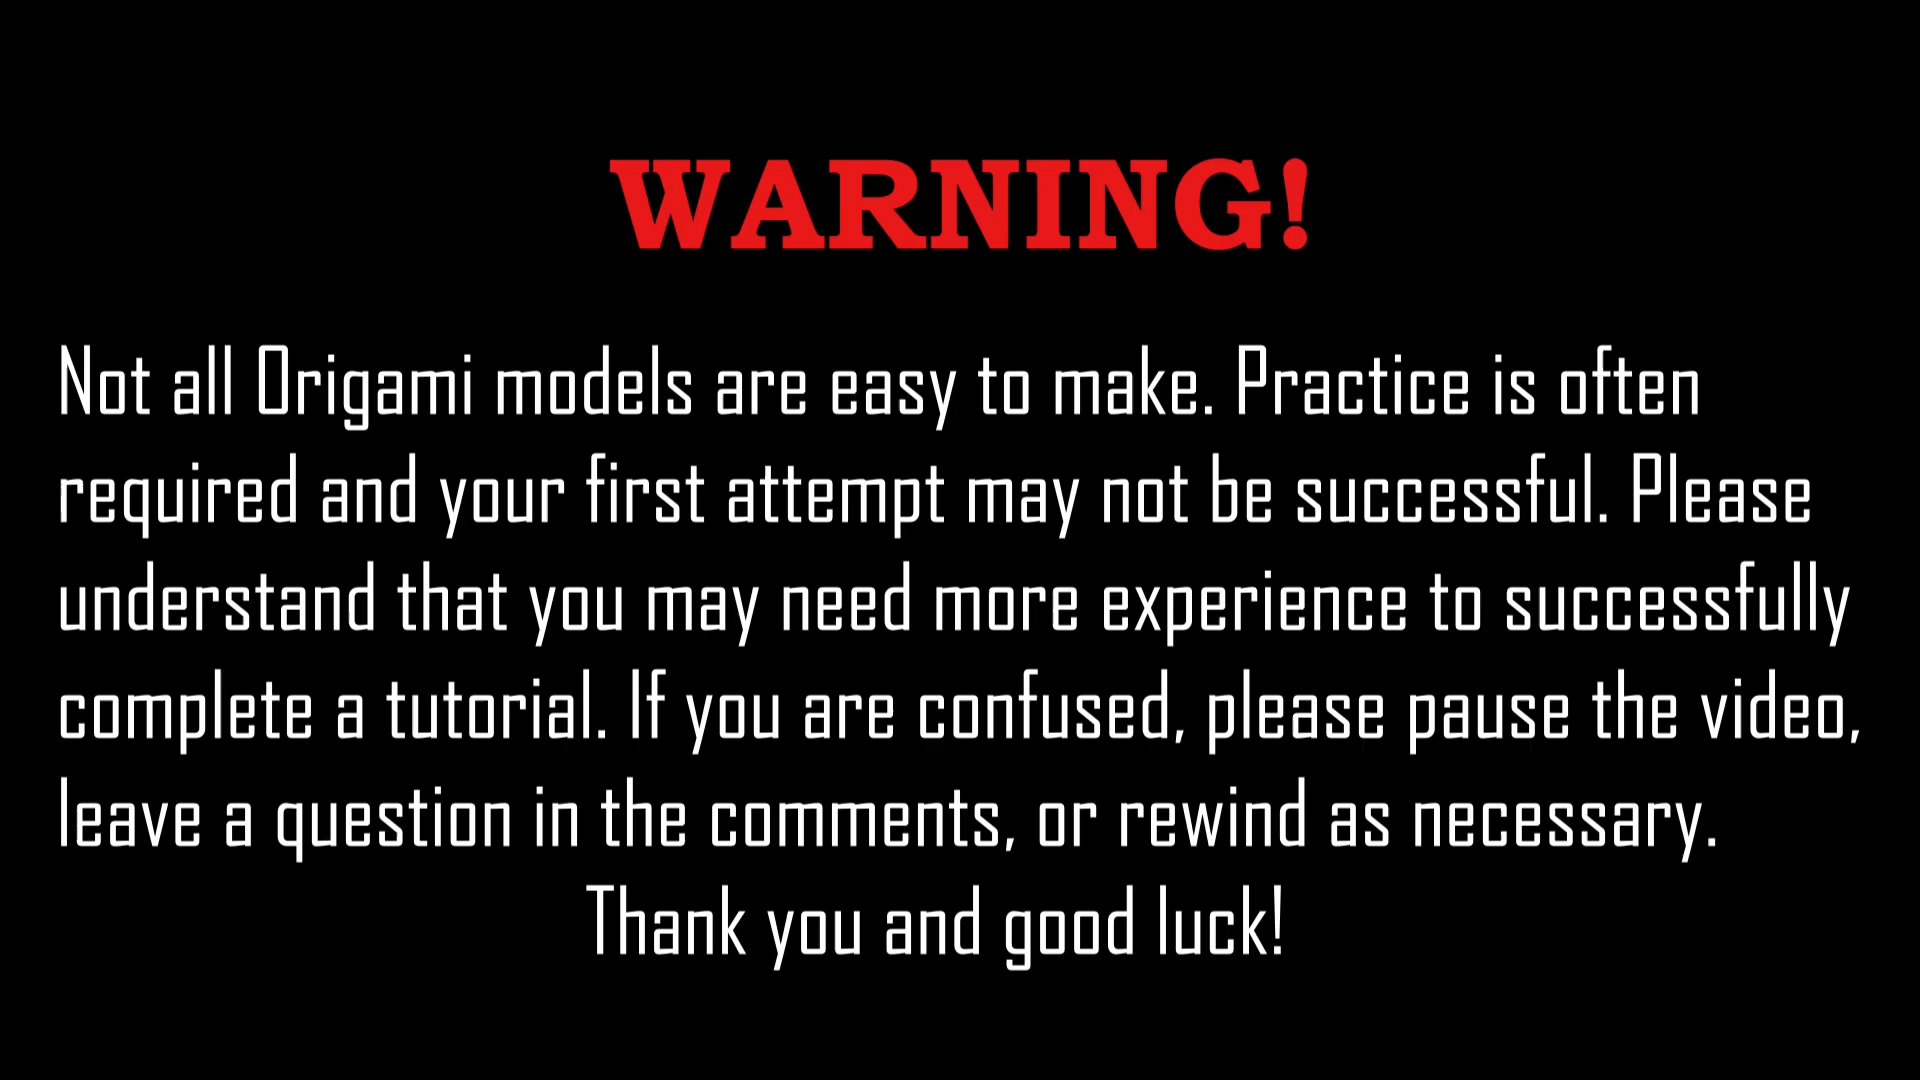 WARNING!
Not all Origami models are easy to make. Practice is often
required and your first attempt may not be successful. Please
understand that you may need more experience to successfully
complete a tutorial. If you are confused, please pause the video,
leave a question in the comments, or rewind as necessary.
Thank you and good luck!